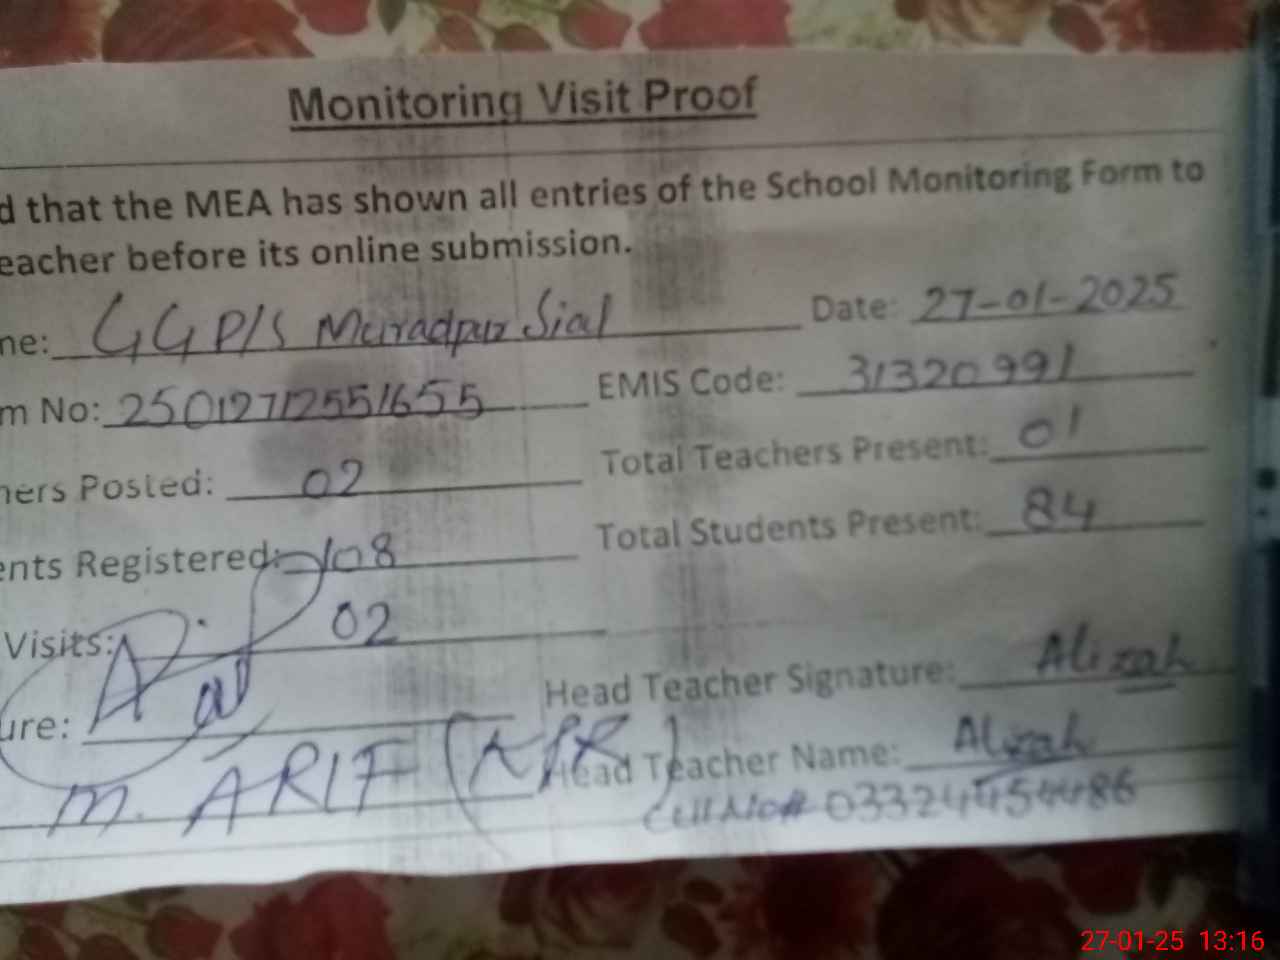 Monitoring Visit Proof
d that the MEA has shown all entries of the School Monitoring Form to
eacher before its online submission.
ne: GGP/S Muradpur Sial Date: 27-01-2025
m No: 25012712551655 EMIS Code: 31320991
hers Posted: 02 Total Teachers Present: 01
ents Registered: 108 Total Students Present: 84
Visits: 02
ure: Head Teacher Signature: Alizah
M. ARIF Head Teacher Name: Alizah
Cell No# 03324454486
27-01-25 13:16